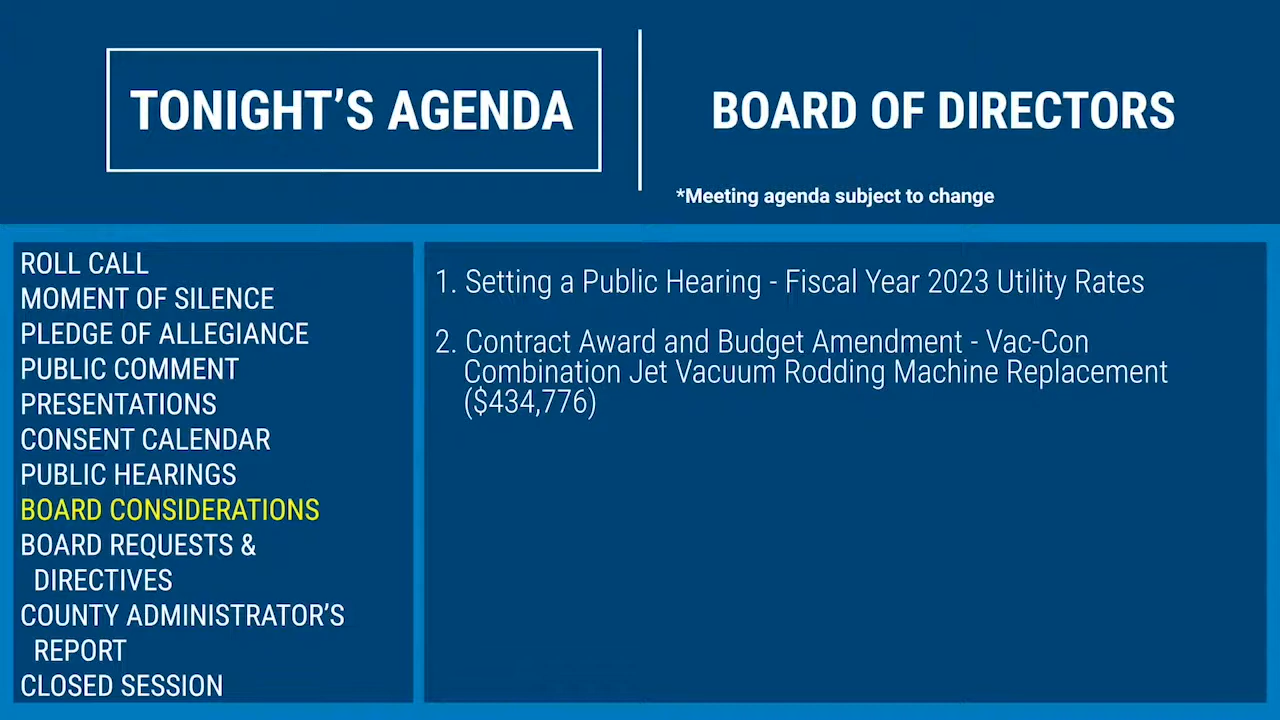 TONIGHT'S AGENDA
BOARD OF DIRECTORS
*Meeting agenda subject to change
ROLL CALL
MOMENT OF SILENCE
PLEDGE OF ALLEGIANCE
PUBLIC COMMENT
PRESENTATIONS
CONSENT CALENDAR
PUBLIC HEARINGS
BOARD CONSIDERATIONS
BOARD REQUESTS &
DIRECTIVES
COUNTY ADMINISTRATOR'S
REPORT
CLOSED SESSION
1. Setting a Public Hearing - Fiscal Year 2023 Utility Rates
2. Contract Award and Budget Amendment - Vac-Con
Combination Jet Vacuum Rodding Machine Replacement
($434,776)